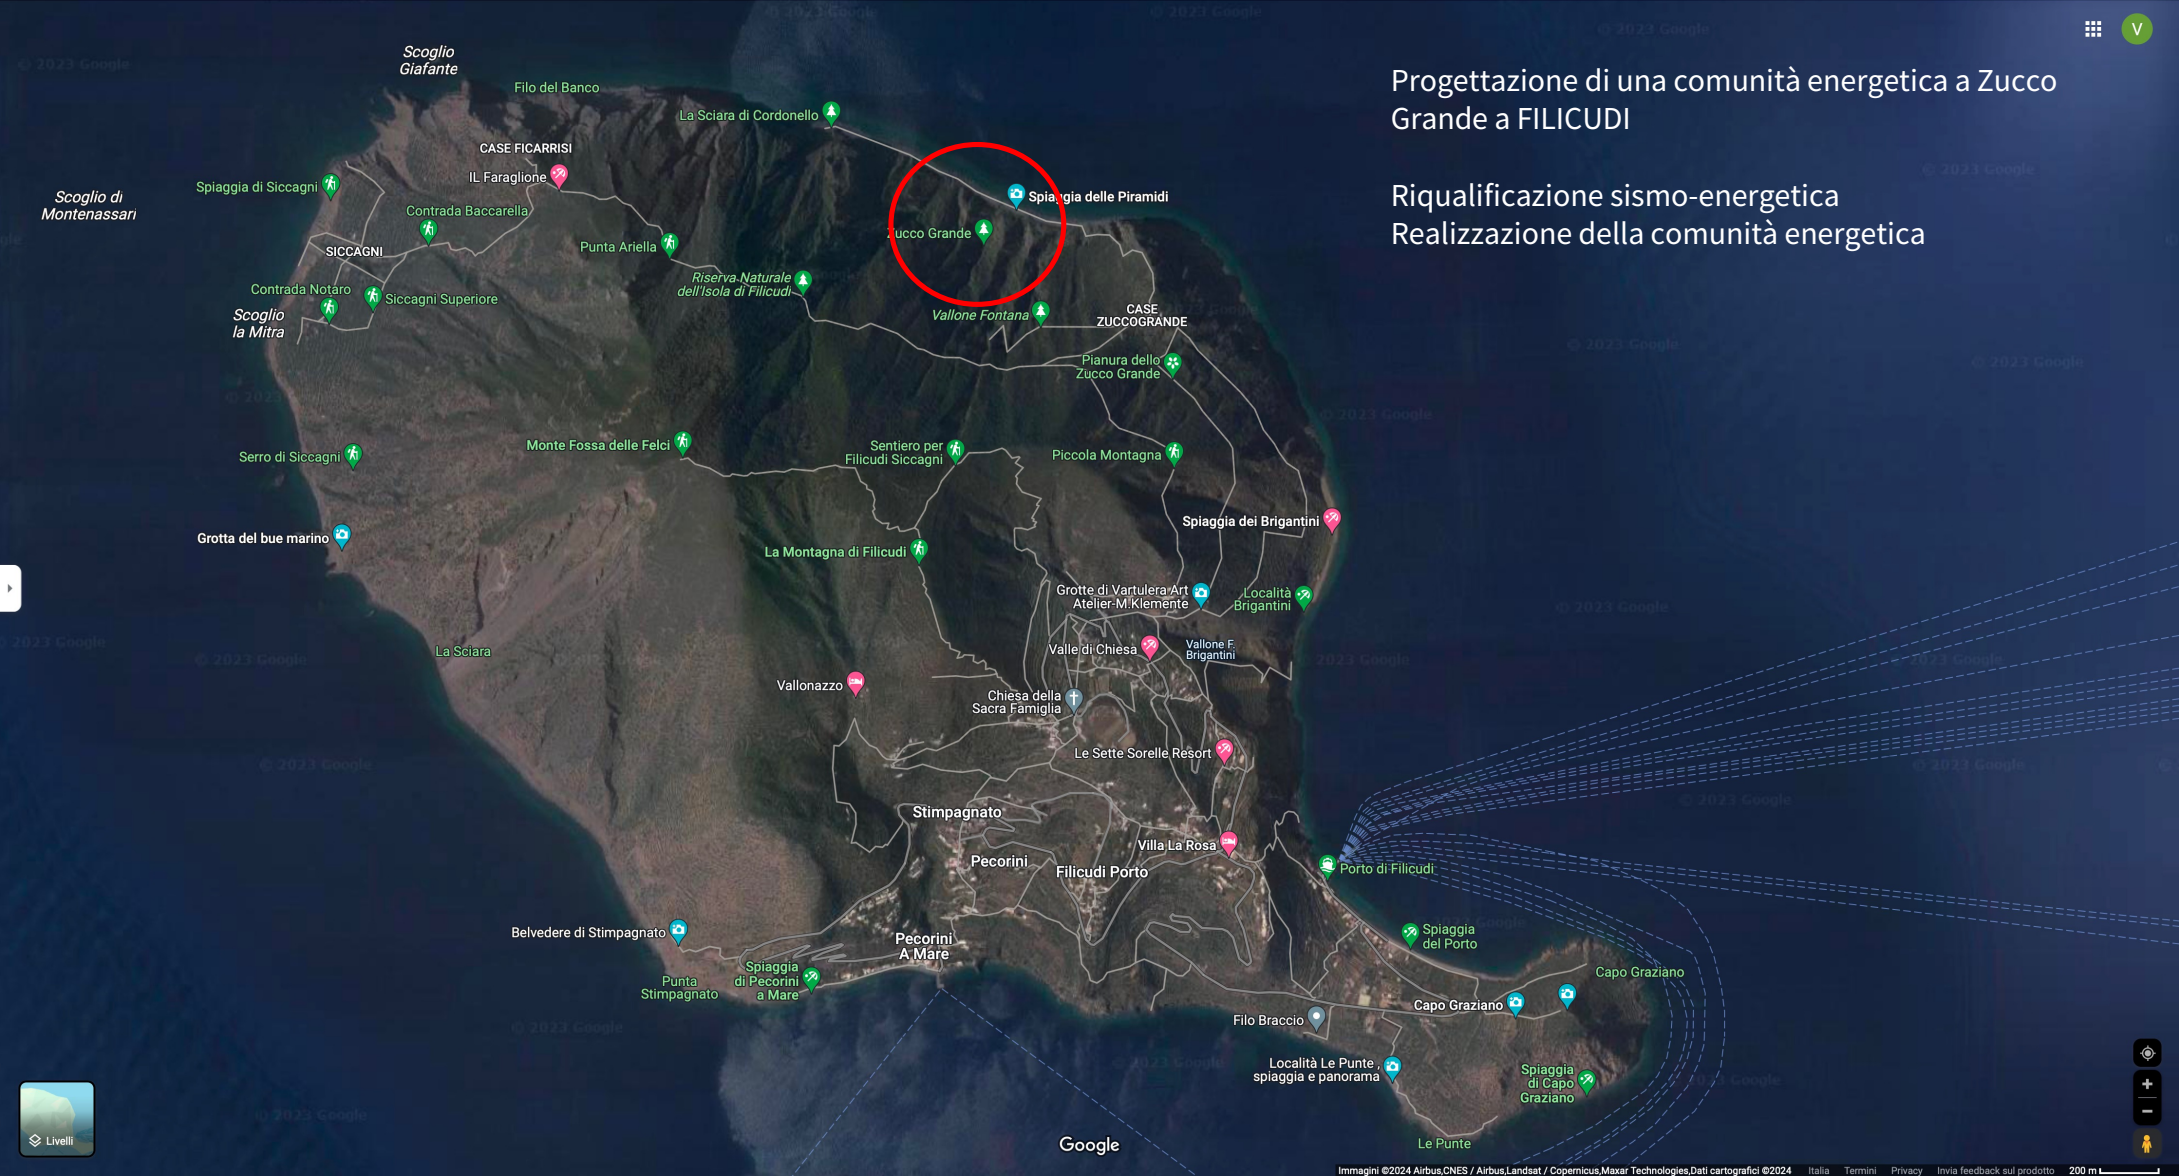 Progettazione di una comunità energetica a Zucco
Grande a FILICUDI
Riqualificazione sismo-energetica
Realizzazione della comunità energetica
V
Scoglio
Giafante
Filo del Banco
La Sciara di Cordonello
CASE FICARRISI
IL Faraglione
Spiaggia di Siccagni
Scoglio di
Montenassari
Contrada Baccarella
SICCAGNI
Punta Ariella
Zucco Grande
Spiaggia delle Piramidi
Riserva Naturale
dell'Isola di Filicudi
Contrada Notaro
Siccagni Superiore
Scoglio
la Mitra
Vallone Fontana
CASE
ZUCCOGRANDE
Pianura dello
Zucco Grande
Monte Fossa delle Felci
Sentiero per
Filicudi Siccagni
Piccola Montagna
Serro di Siccagni
Spiaggia dei Brigantini
Grotta del bue marino
La Montagna di Filicudi
Grotte di Vartulera Art
Atelier-M.Klemente
Località
Brigantini
Valle di Chiesa
Vallone F.
Brigantini
La Sciara
Vallonazzo
Chiesa della
Sacra Famiglia
Le Sette Sorelle Resort
Stimpagnato
Villa La Rosa
Pecorini
Filicudi Porto
Porto di Filicudi
Belvedere di Stimpagnato
Pecorini
A Mare
Spiaggia
del Porto
Spiaggia
di Pecorini
a Mare
Punta
Stimpagnato
Capo Graziano
Capo Graziano
Filo Braccio
Località Le Punte ,
spiaggia e panorama
Spiaggia
di Capo
Graziano
Le Punte
Livelli
Google
Immagini ©2024 Airbus,CNES / Airbus,Landsat / Copernicus,Maxar Technologies,Dati cartografici ©2024 Italia Termini Privacy Invia feedback sul prodotto 200 m
© 2023 Google